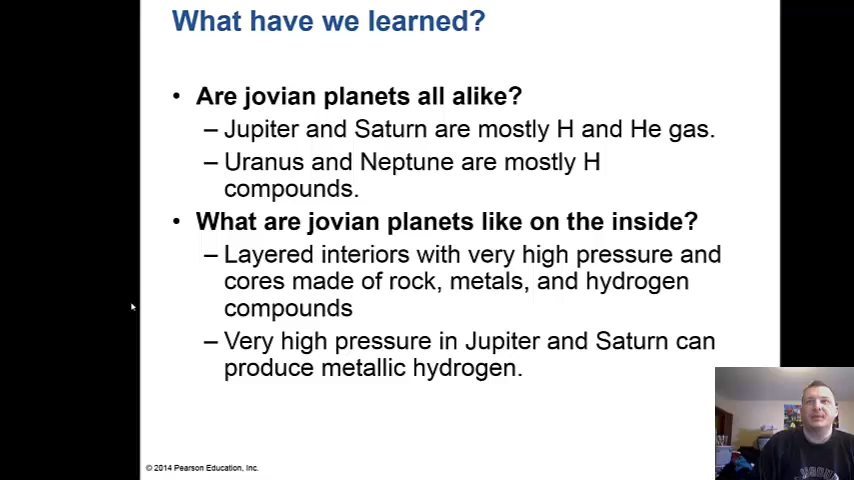 What have we learned?
• Are jovian planets all alike?
– Jupiter and Saturn are mostly H and He gas.
– Uranus and Neptune are mostly H
compounds.
• What are jovian planets like on the inside?
– Layered interiors with very high pressure and
cores made of rock, metals, and hydrogen
compounds
– Very high pressure in Jupiter and Saturn can
produce metallic hydrogen.
© 2014 Pearson Education, Inc.